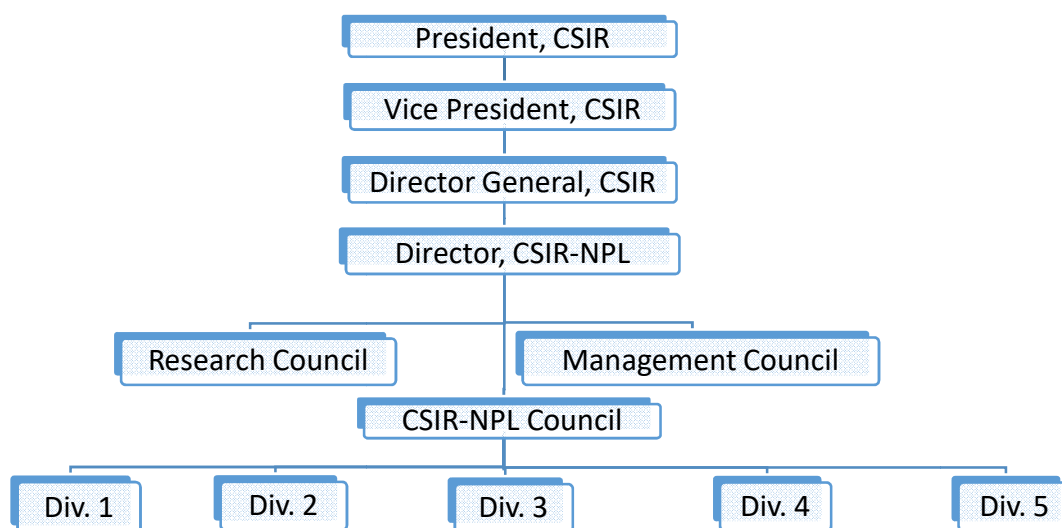 President, CSIR
Vice President, CSIR
Director General, CSIR
Director, CSIR-NPL
Research Council
Management Council
CSIR-NPL Council
Div. 1
Div. 2
Div. 3
Div. 4
Div. 5